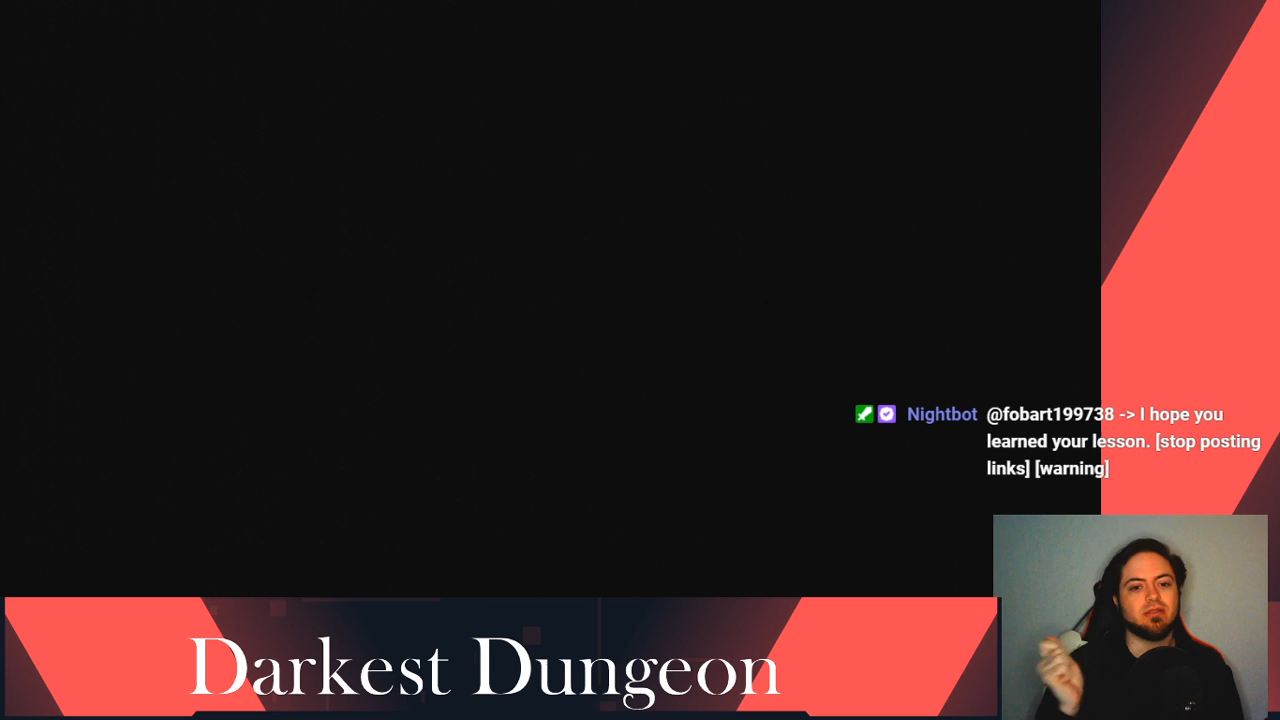 Nightbot @fobart199738 -> I hope you
learned your lesson. [stop posting
links] [warning]
Darkest Dungeon